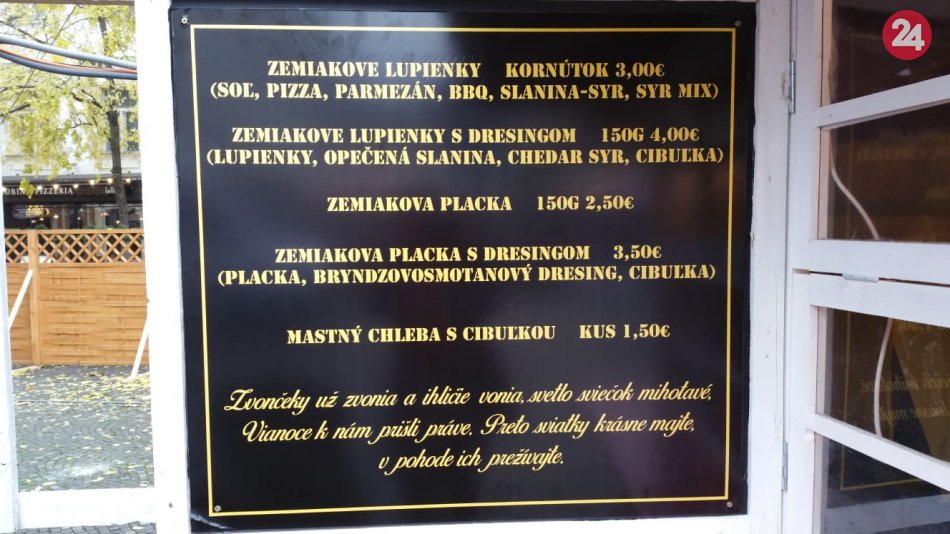 24
ZEMIAKOVE LUPIENKY KORNÚTOK 3,00€
(SOĽ, PIZZA, PARMEZÁN, BBQ, SLANINA-SYR, SYR MIX)
ZEMIAKOVE LUPIENKY S DRESINGOM 150G 4,00€
(LUPIENKY, OPEČENÁ SLANINA, CHEDAR SYR, CIBUĽKA)
ZEMIAKOVA PLACKA 150G 2,50€
ZEMIAKOVA PLACKA S DRESINGOM 3,50€
(PLACKA, BRYNDZOVOSMOTANOVÝ DRESING, CIBUĽKA)
MASTNÝ CHLEBA S CIBUĽKOU KUS 1,50€
Zvončeky už zvonia a ihličie vonia, svetlo sviečok mihotavé,
Vianoce k nám prišli práve. Preto sviatky krásne majte,
v pohode ich prežívajte.
PIZZERIA